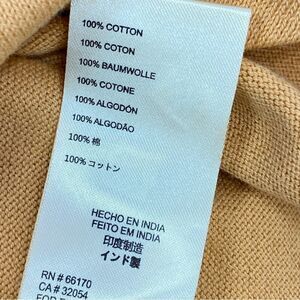 100% COTTON
100% COTON
100% BAUMWOLLE
100% COTONE
100% ALGODÓN
100% ALGODÃO
100% 棉
100% コットン
HECHO EN INDIA
FEITO EM INDIA
印度制造
インド製
RN # 66170
CA # 32054